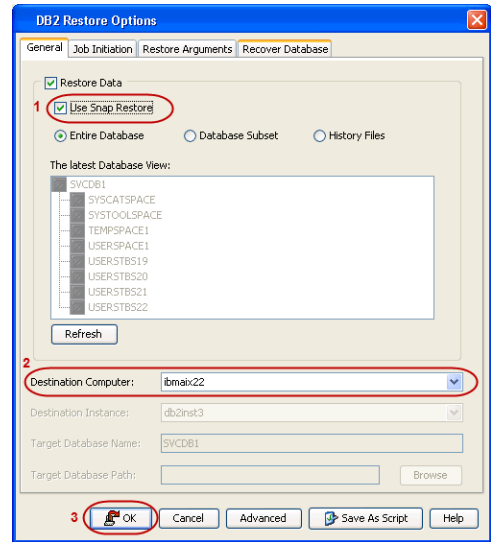 DB2 Restore Options
General Job Initiation Restore Arguments Recover Database
Restore Data
1 Use Snap Restore
Entire Database Database Subset History Files
The latest Database View:
SVCDB1
SYSCATSPACE
SYSTOOLSPACE
TEMPSPACE1
USERSPACE1
USERSTBS19
USERSTBS20
USERSTBS21
USERSTBS22
Refresh
2
Destination Computer: ibmaix22
Destination Instance: db2inst3
Target Database Name: SVCDB1
Target Database Path: Browse
3 OK Cancel Advanced Save As Script Help